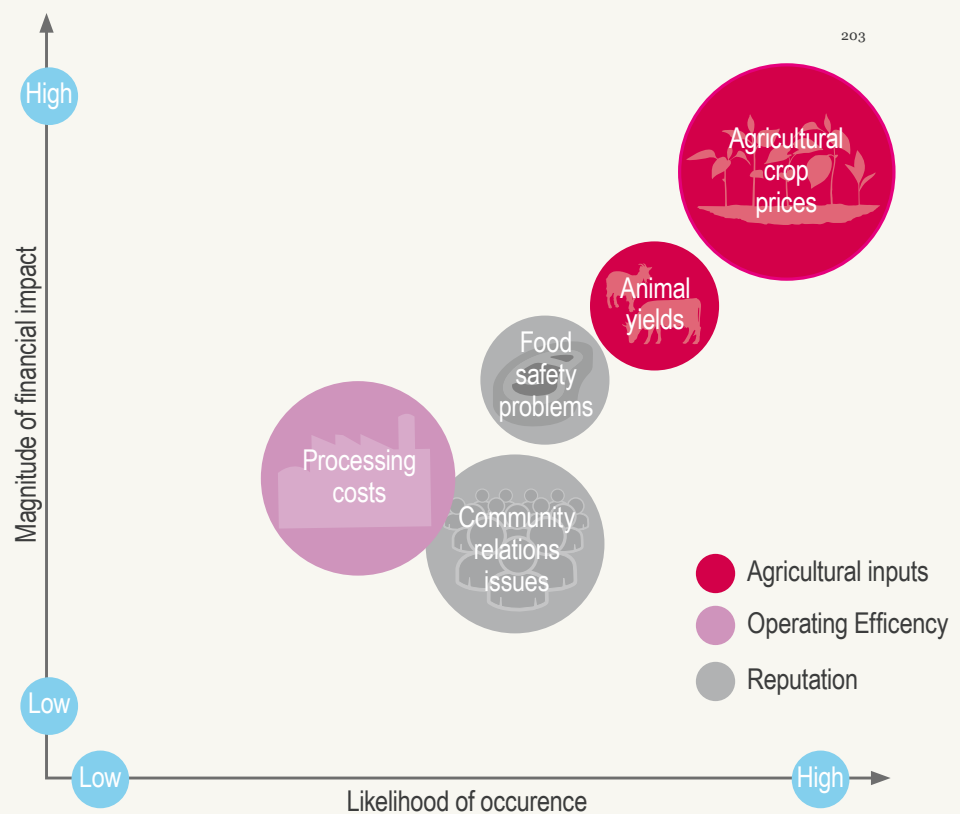 203
High
Agricultural
crop
prices
Animal
yields
Food
safety
problems
Magnitude of financial impact
Processing
costs
Community
relations
issues
Agricultural inputs
Operating Efficency
Reputation
Low
Low
High
Likelihood of occurence